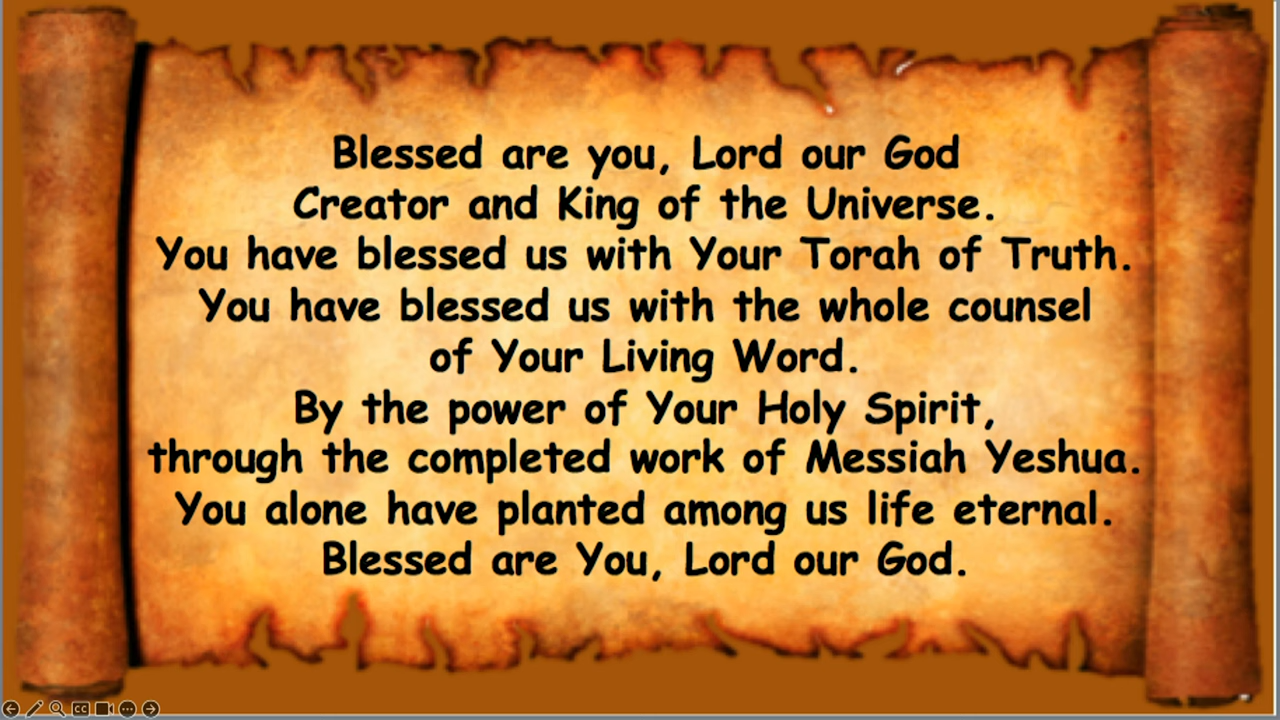 Blessed are you, Lord our God
Creator and King of the Universe.
You have blessed us with Your Torah of Truth.
You have blessed us with the whole counsel
of Your Living Word.
By the power of Your Holy Spirit,
through the completed work of Messiah Yeshua.
You alone have planted among us life eternal.
Blessed are You, Lord our God.
CC